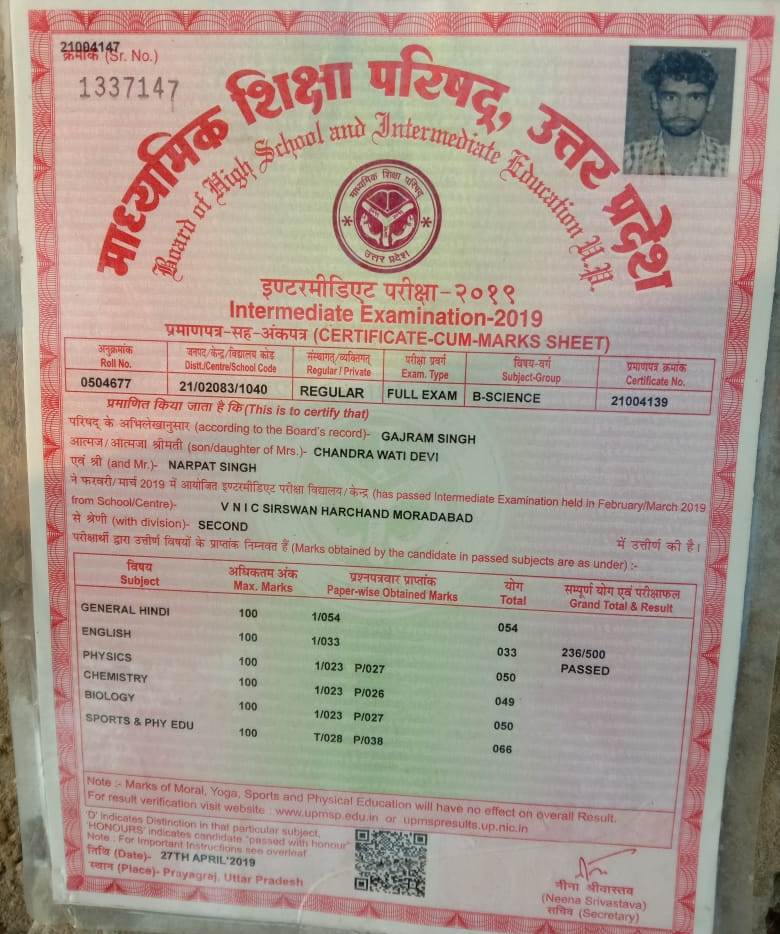 21004147
क्रमांक (Sr. No.)
1337147
माध्यमिक शिक्षा परिषद्, उत्तर प्रदेश
Board of High School and Intermediate Education U.P.
माध्यमिक शिक्षा परिषद्
उत्तर प्रदेश
इण्टरमीडिएट परीक्षा-२०१९
Intermediate Examination-2019
प्रमाणपत्र-सह-अंकपत्र (CERTIFICATE-CUM-MARKS SHEET)
अनुक्रमांक जनपद/केन्द्र/विद्यालय कोड संस्थागत/व्यक्तिगत परीक्षा प्रवर्ग विषय-वर्ग प्रमाणपत्र क्रमांक
Roll No. Distt./Centre/School Code Regular / Private Exam. Type Subject-Group Certificate No.
0504677 21/02083/1040 REGULAR FULL EXAM B-SCIENCE 21004139
प्रमाणित किया जाता है कि (This is to certify that)
परिषद् के अभिलेखानुसार (according to the Board's record)- GAJRAM SINGH
आत्मज/आत्मजा श्रीमती (son/daughter of Mrs.)- CHANDRA WATI DEVI
एवं श्री (and Mr.)- NARPAT SINGH
ने फरवरी/मार्च 2019 में आयोजित इण्टरमीडिएट परीक्षा विद्यालय/केन्द्र (has passed Intermediate Examination held in February/March 2019
from School/Centre)- V N I C SIRSWAN HARCHAND MORADABAD
से श्रेणी (with division)- SECOND में उत्तीर्ण की है।
परीक्षार्थी द्वारा उत्तीर्ण विषयों के प्राप्तांक निम्नवत हैं (Marks obtained by the candidate in passed subjects are as under) :-
विषय अधिकतम अंक प्रश्नपत्रवार प्राप्तांक योग सम्पूर्ण योग एवं परीक्षाफल
Subject Max. Marks Paper-wise Obtained Marks Total Grand Total & Result
GENERAL HINDI 100 1/054 054
ENGLISH 100 1/033 033 236/500
PHYSICS 100 1/023 P/027 050 PASSED
CHEMISTRY 100 1/023 P/026 049
BIOLOGY 100 1/023 P/027 050
SPORTS & PHY EDU 100 T/028 P/038 066
Note :- Marks of Moral, Yoga, Sports and Physical Education will have no effect on overall Result.
For result verification visit website : www.upmsp.edu.in or upmspresults.up.nic.in
'D' Indicates Distinction in that particular subject,
'HONOURS' indicates candidate "passed with honour"
Note : For Important Instructions see overleaf
तिथि (Date)- 27TH APRIL'2019
स्थान (Place)- Prayagraj, Uttar Pradesh
नीना श्रीवास्तव
(Neena Srivastava)
सचिव (Secretary)